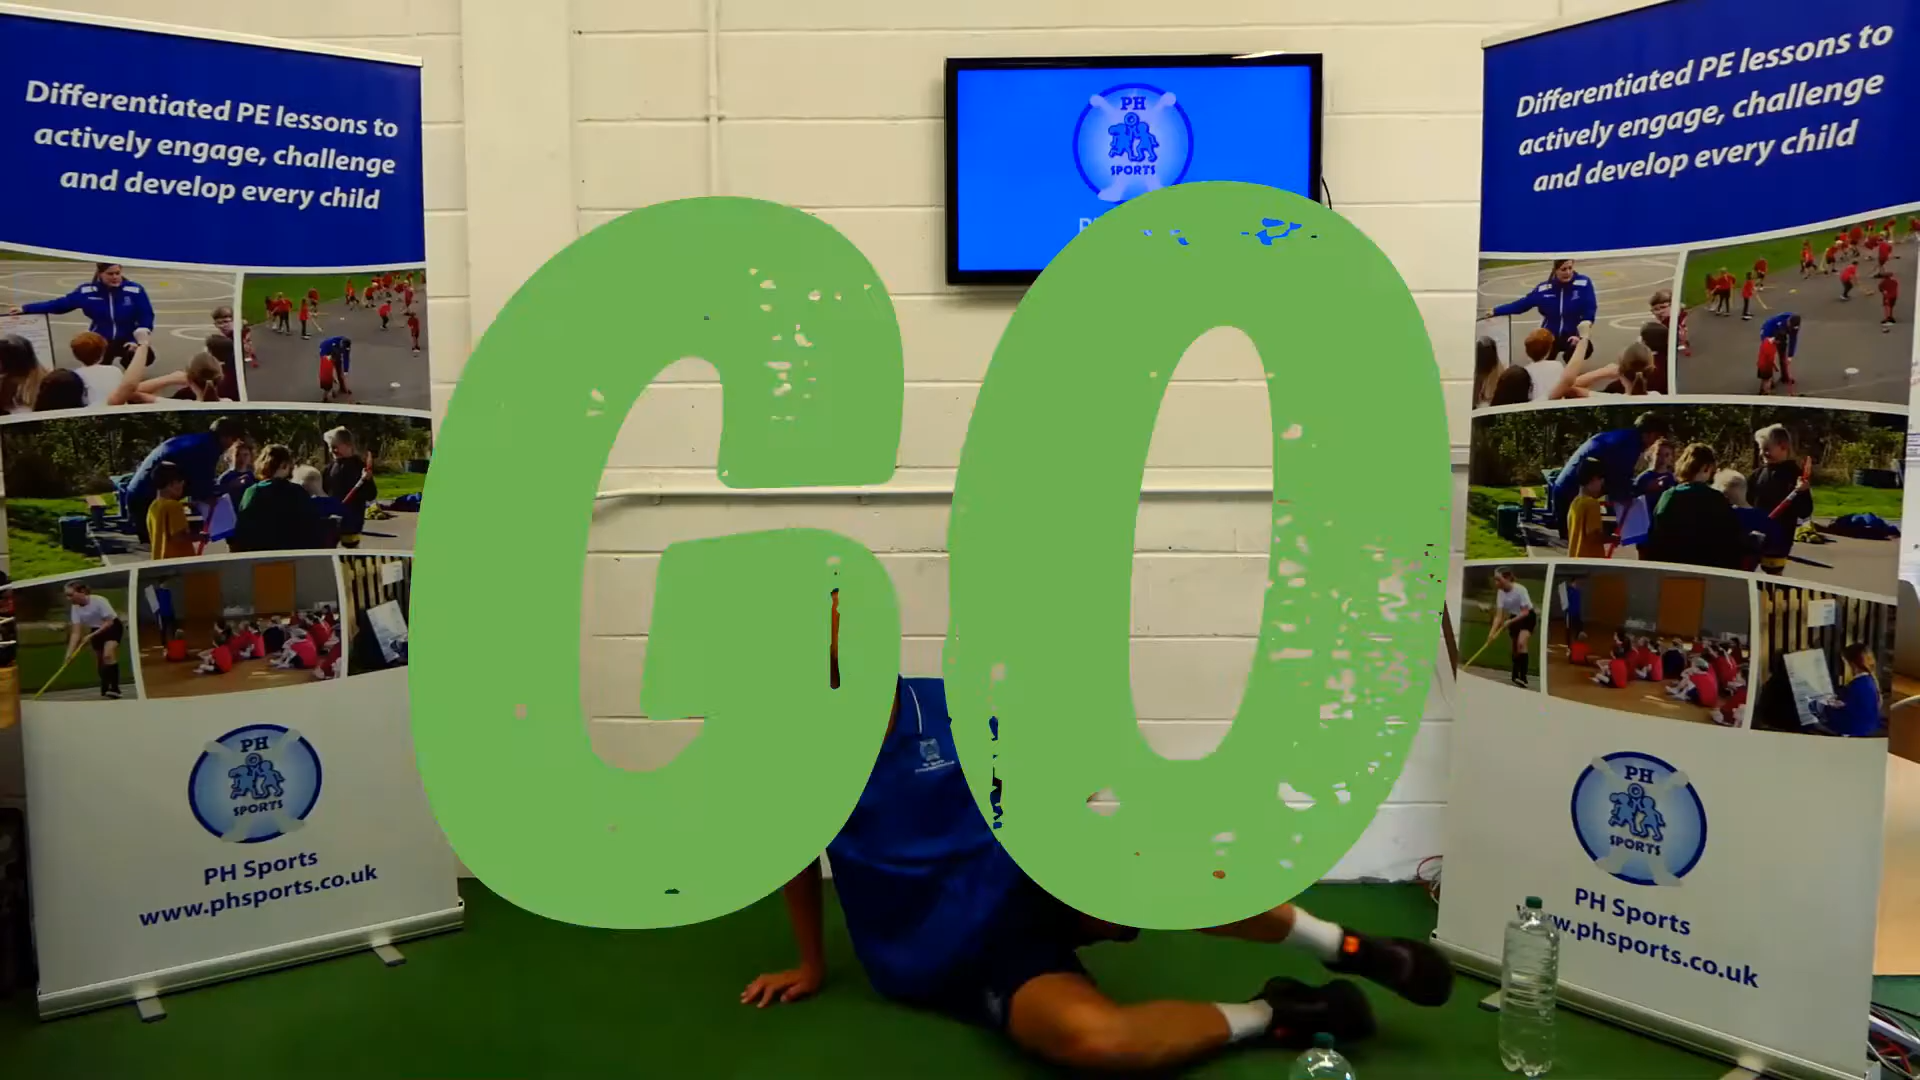 Differentiated PE lessons to
actively engage, challenge
and develop every child
PH
SPORTS
PH Sports
www.phsports.co.uk
PH
SPORTS
GO
Differentiated PE lessons to
actively engage, challenge
and develop every child
PH
SPORTS
PH Sports
www.phsports.co.uk